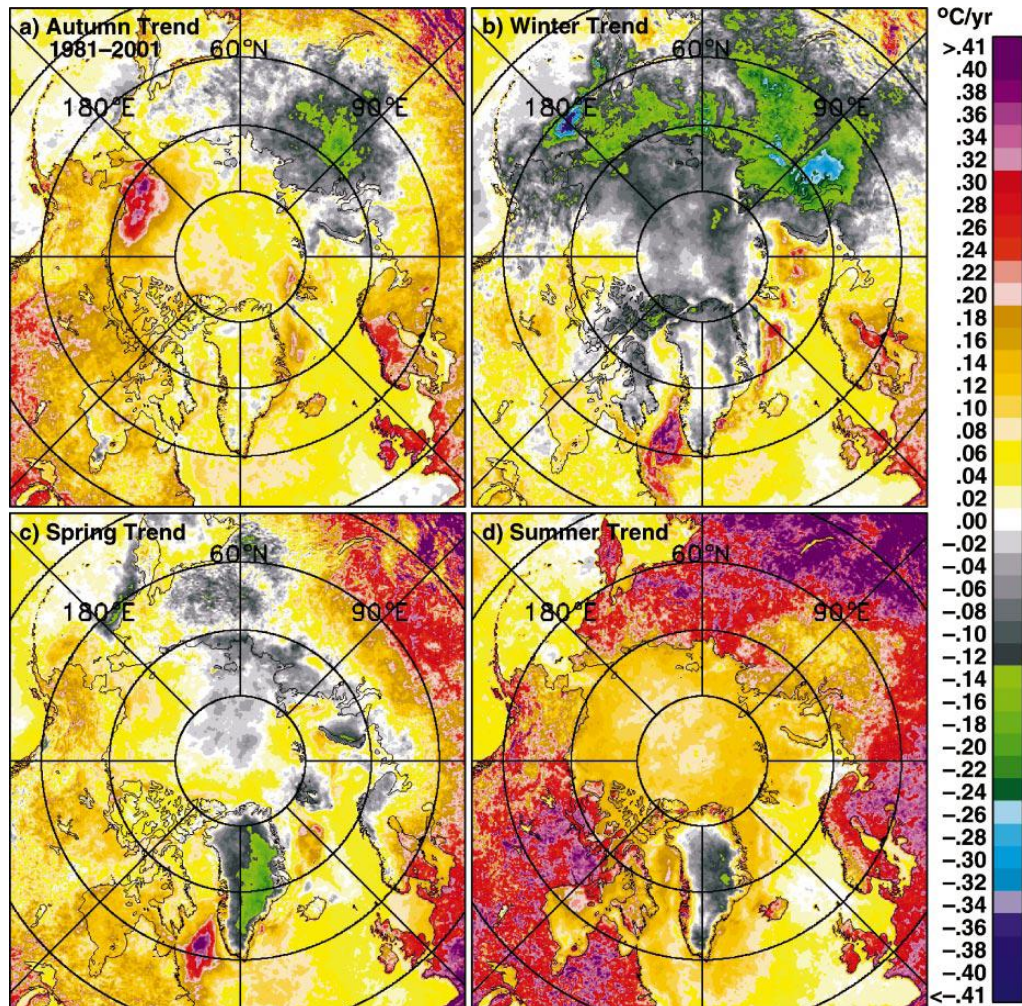 a) Autumn Trend
1981–2001
60°N
180°E
90°E
b) Winter Trend
60°N
180°E
90°E
c) Spring Trend
60°N
180°E
90°E
d) Summer Trend
60°N
180°E
90°E
°C/yr
>.41
.40
.38
.36
.34
.32
.30
.28
.26
.24
.22
.20
.18
.16
.14
.12
.10
.08
.06
.04
.02
.00
–.02
–.04
–.06
–.08
–.10
–.12
–.14
–.16
–.18
–.20
–.22
–.24
–.26
–.28
–.30
–.32
–.34
–.36
–.38
–.40
<–.41